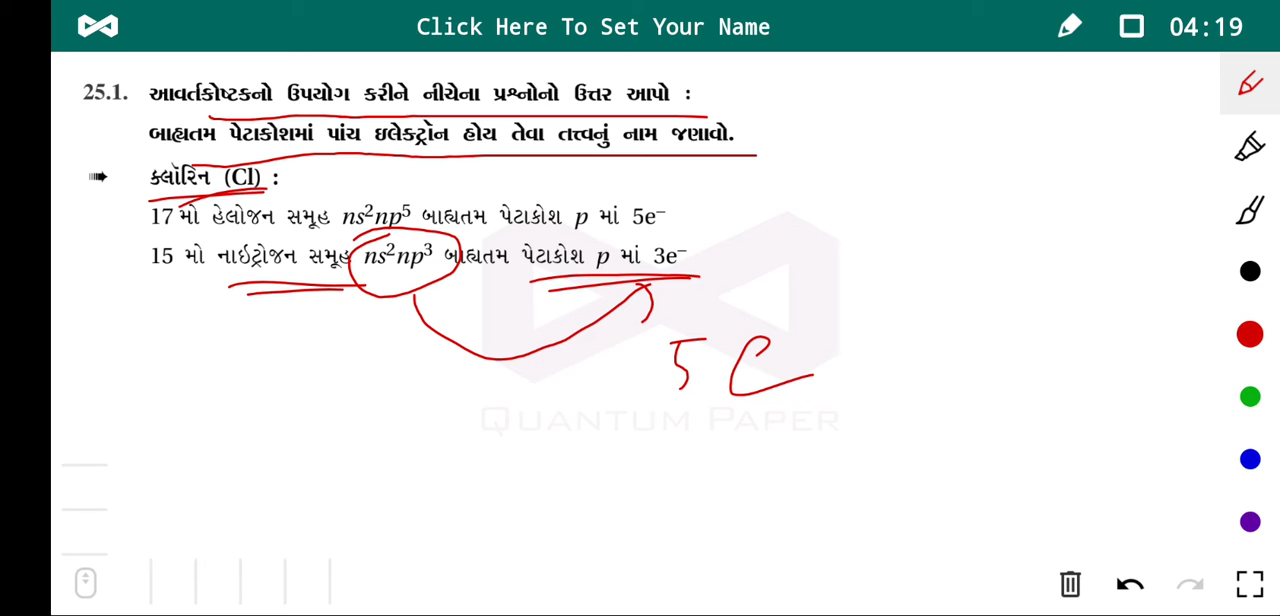 Click Here To Set Your Name
04:19
25.1. આવર્તકોષ્ટકનો ઉપયોગ કરીને નીચેના પ્રશ્નોનો ઉત્તર આપો :
બાહ્યતમ પેટાકોશમાં પાંચ ઇલેક્ટ્રૉન હોય તેવા તત્ત્વનું નામ જણાવો.
➠ ક્લૉરિન (Cl) :
17 મો હેલોજન સમૂહ ns²np⁵ બાહ્યતમ પેટાકોશ p માં 5e⁻
15 મો નાઇટ્રોજન સમૂહ ns²np³ બાહ્યતમ પેટાકોશ p માં 3e⁻
5 e
QUANTUM PAPER